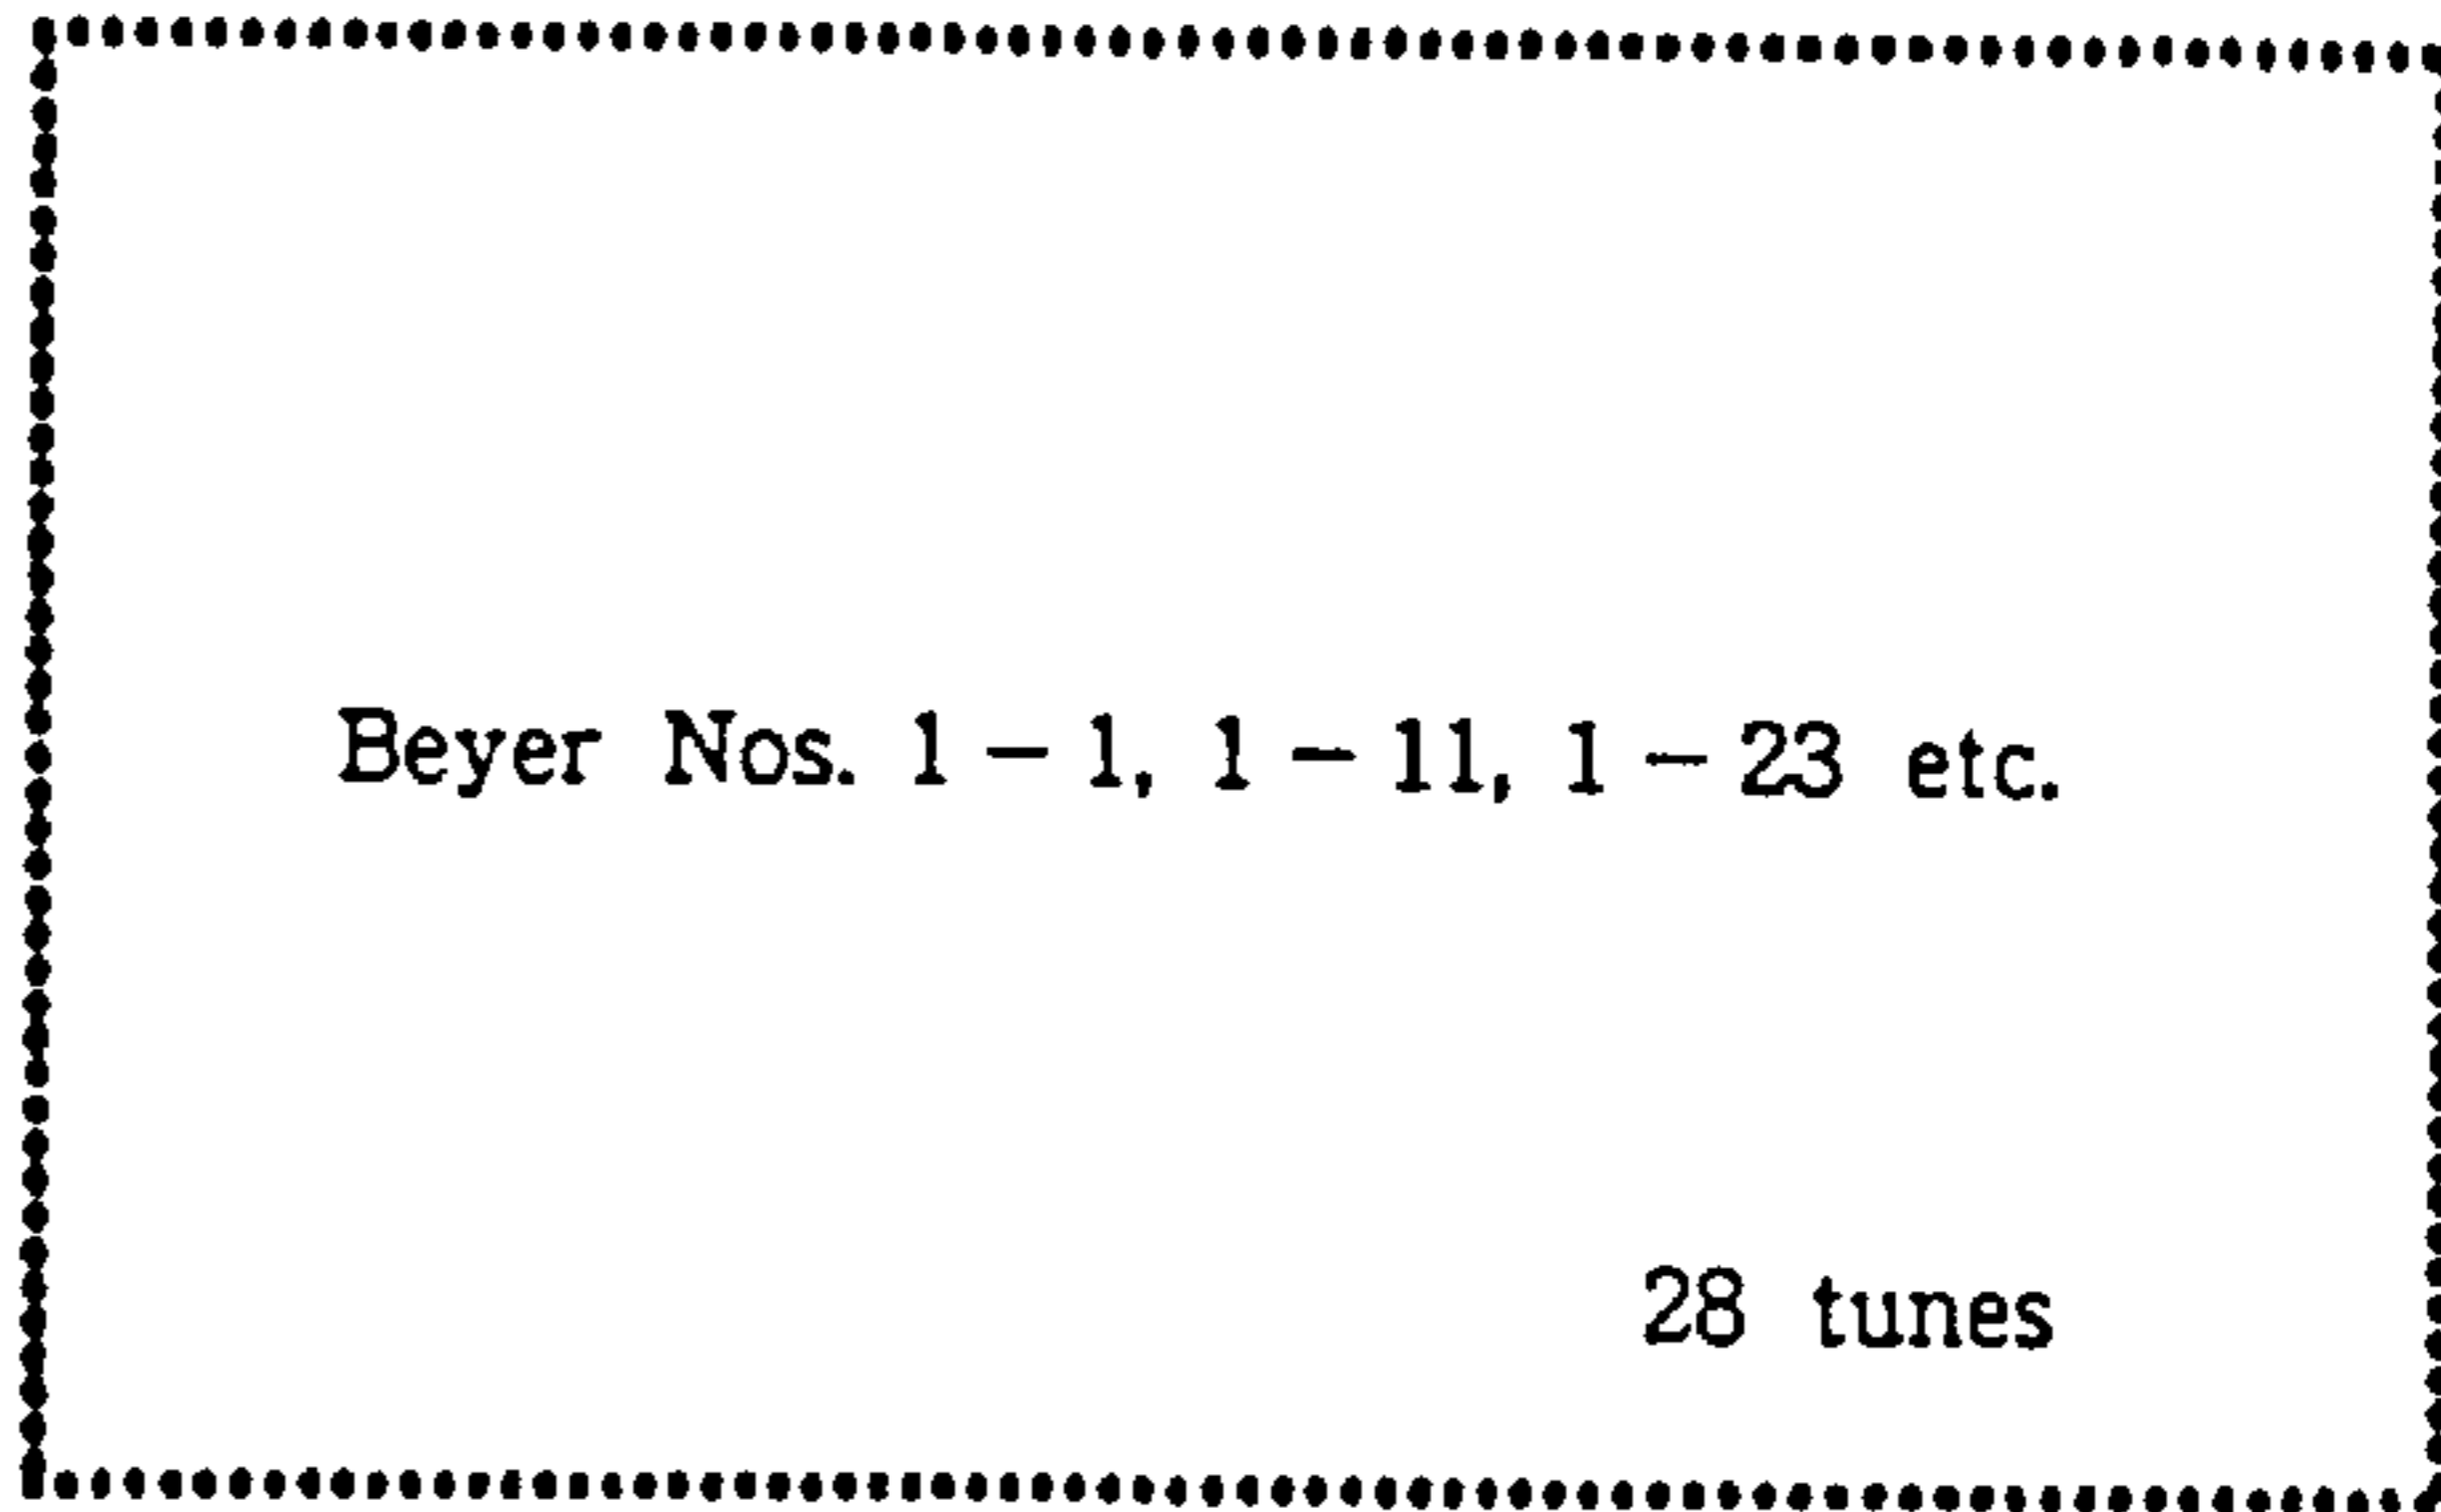 Beyer Nos. 1 – 1, 1 – 11, 1 – 23 etc.
28 tunes